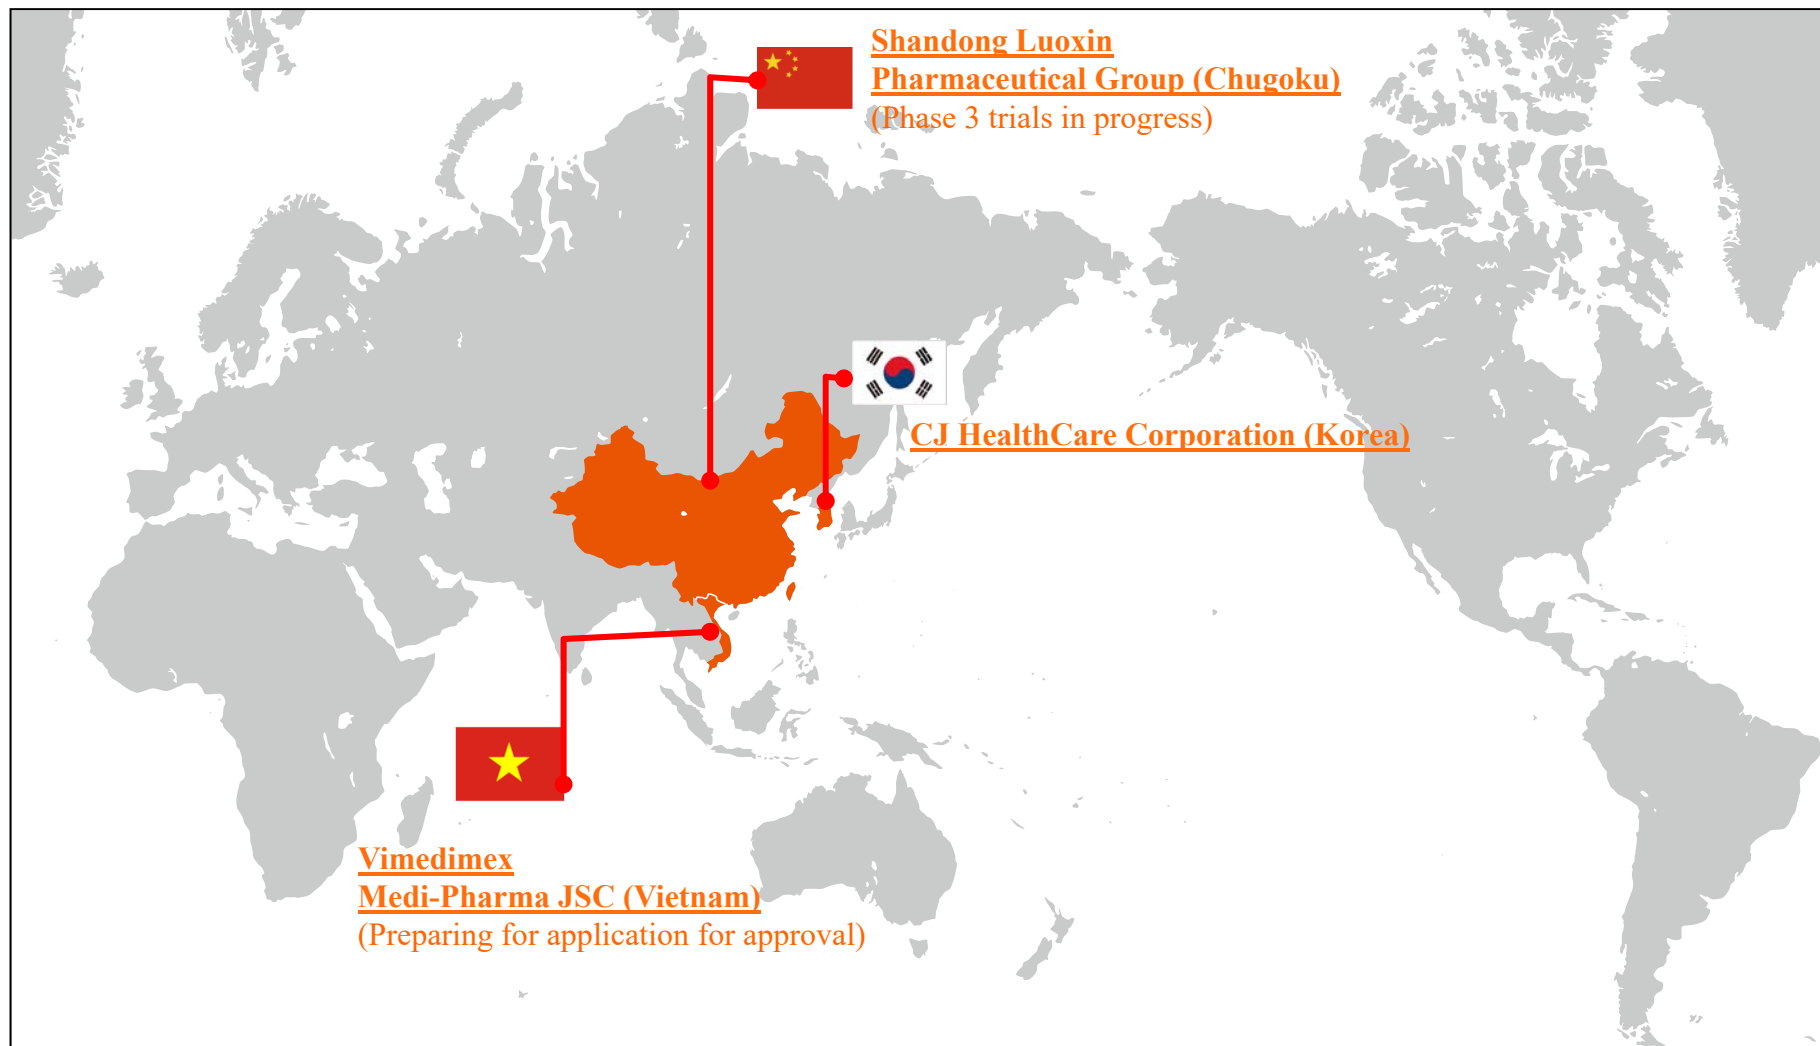 Shandong Luoxin
Pharmaceutical Group (Chugoku)
(Phase 3 trials in progress)
CJ HealthCare Corporation (Korea)
Vimedimex
Medi-Pharma JSC (Vietnam)
(Preparing for application for approval)